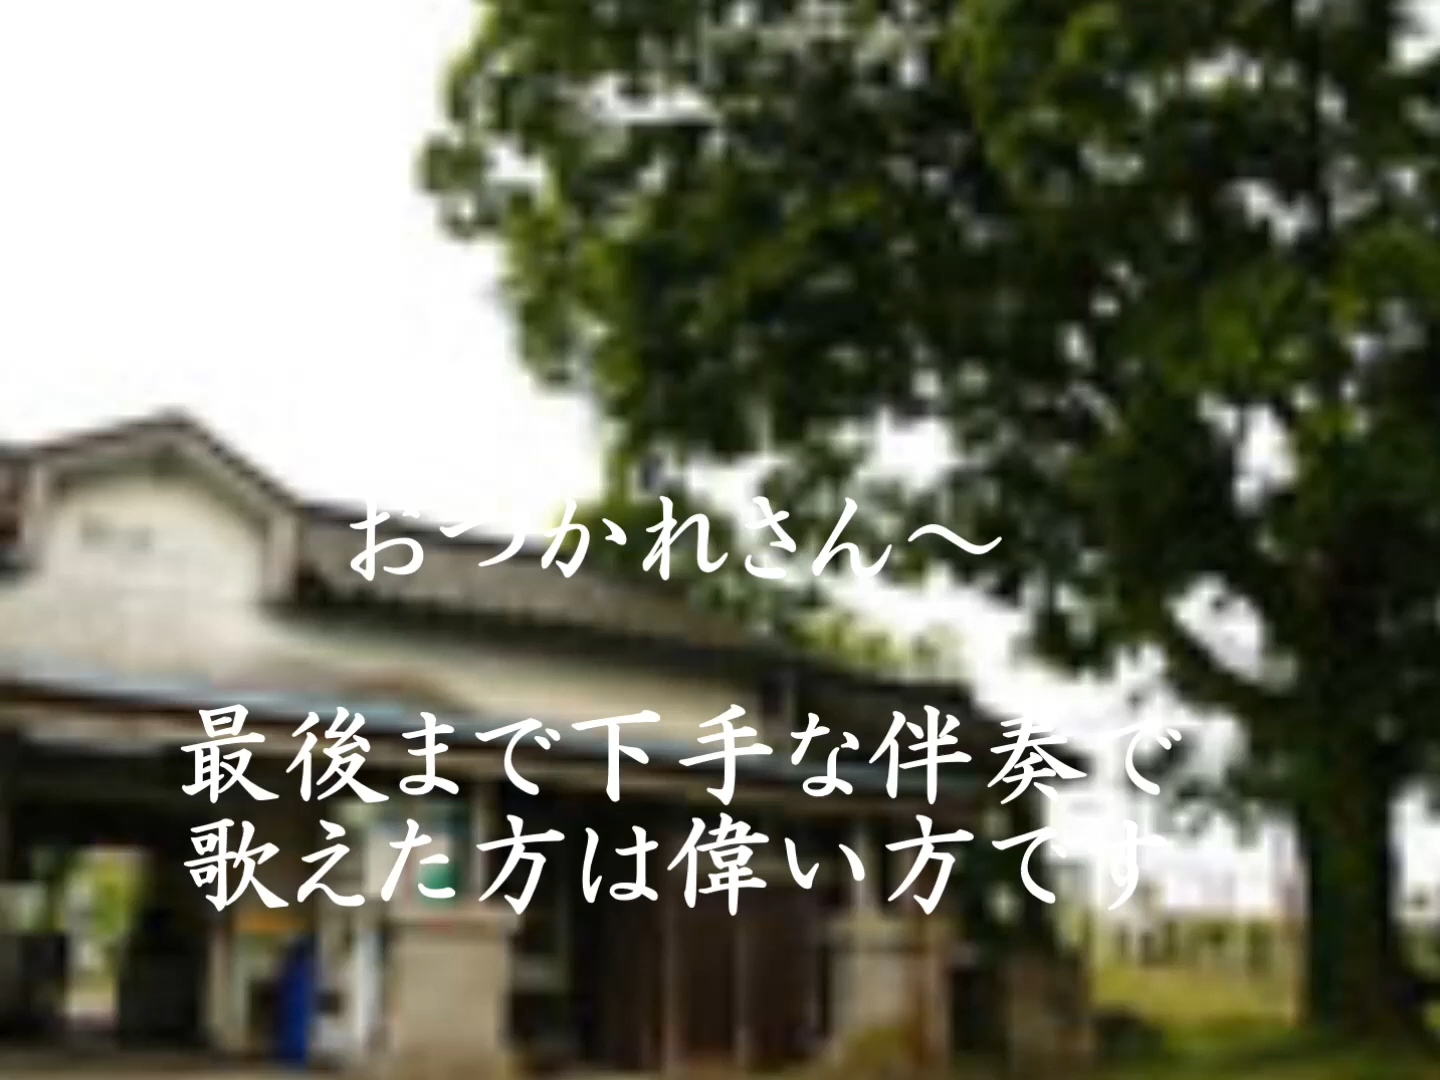 おつかれさん～
最後まで下手な伴奏で
歌えた方は偉い方です